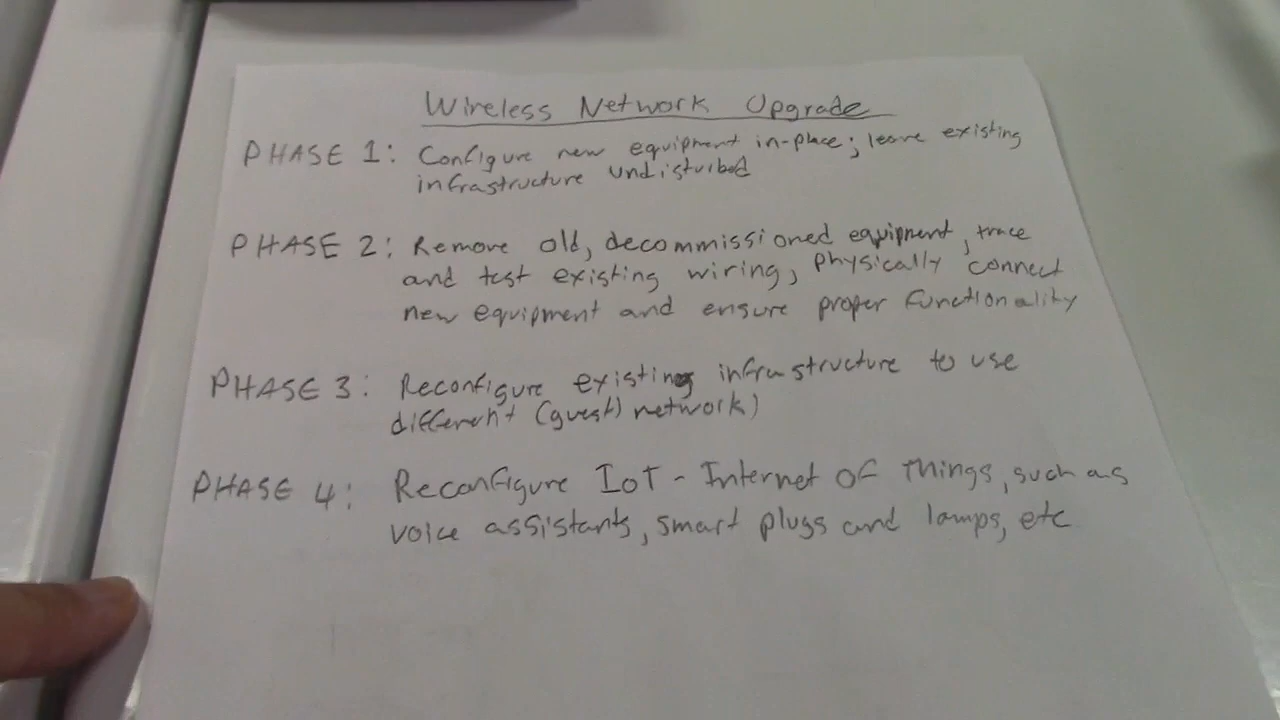 Wireless Network Upgrade
PHASE 1: Configure new equipment in-place; leave existing
infrastructure undisturbed
PHASE 2: Remove old, decommissioned equipment, trace
and test existing wiring, physically connect
new equipment and ensure proper functionality
PHASE 3: Reconfigure existing infrastructure to use
different (guest) network)
PHASE 4: Reconfigure IoT - Internet of Things, such as
voice assistants, smart plugs and lamps, etc